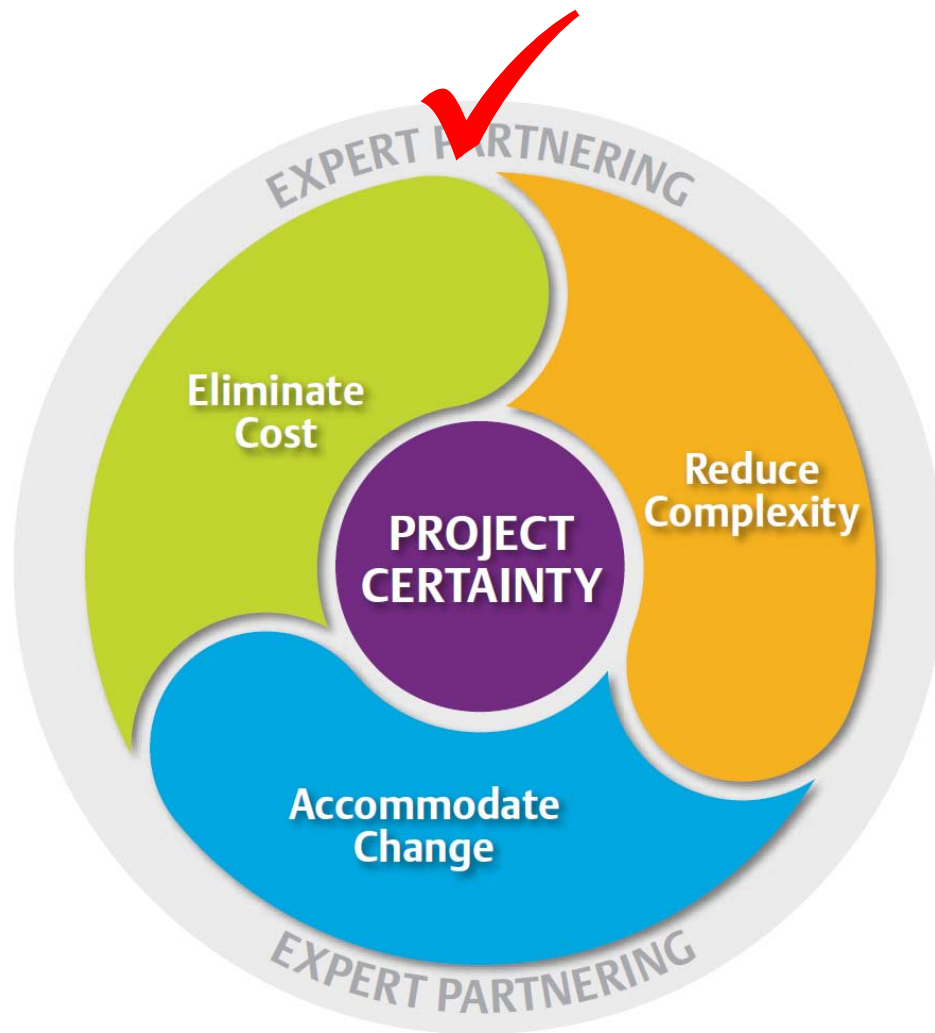 EXPERT PARTNERING
Eliminate
Cost
Reduce
Complexity
PROJECT
CERTAINTY
Accommodate
Change
EXPERT PARTNERING